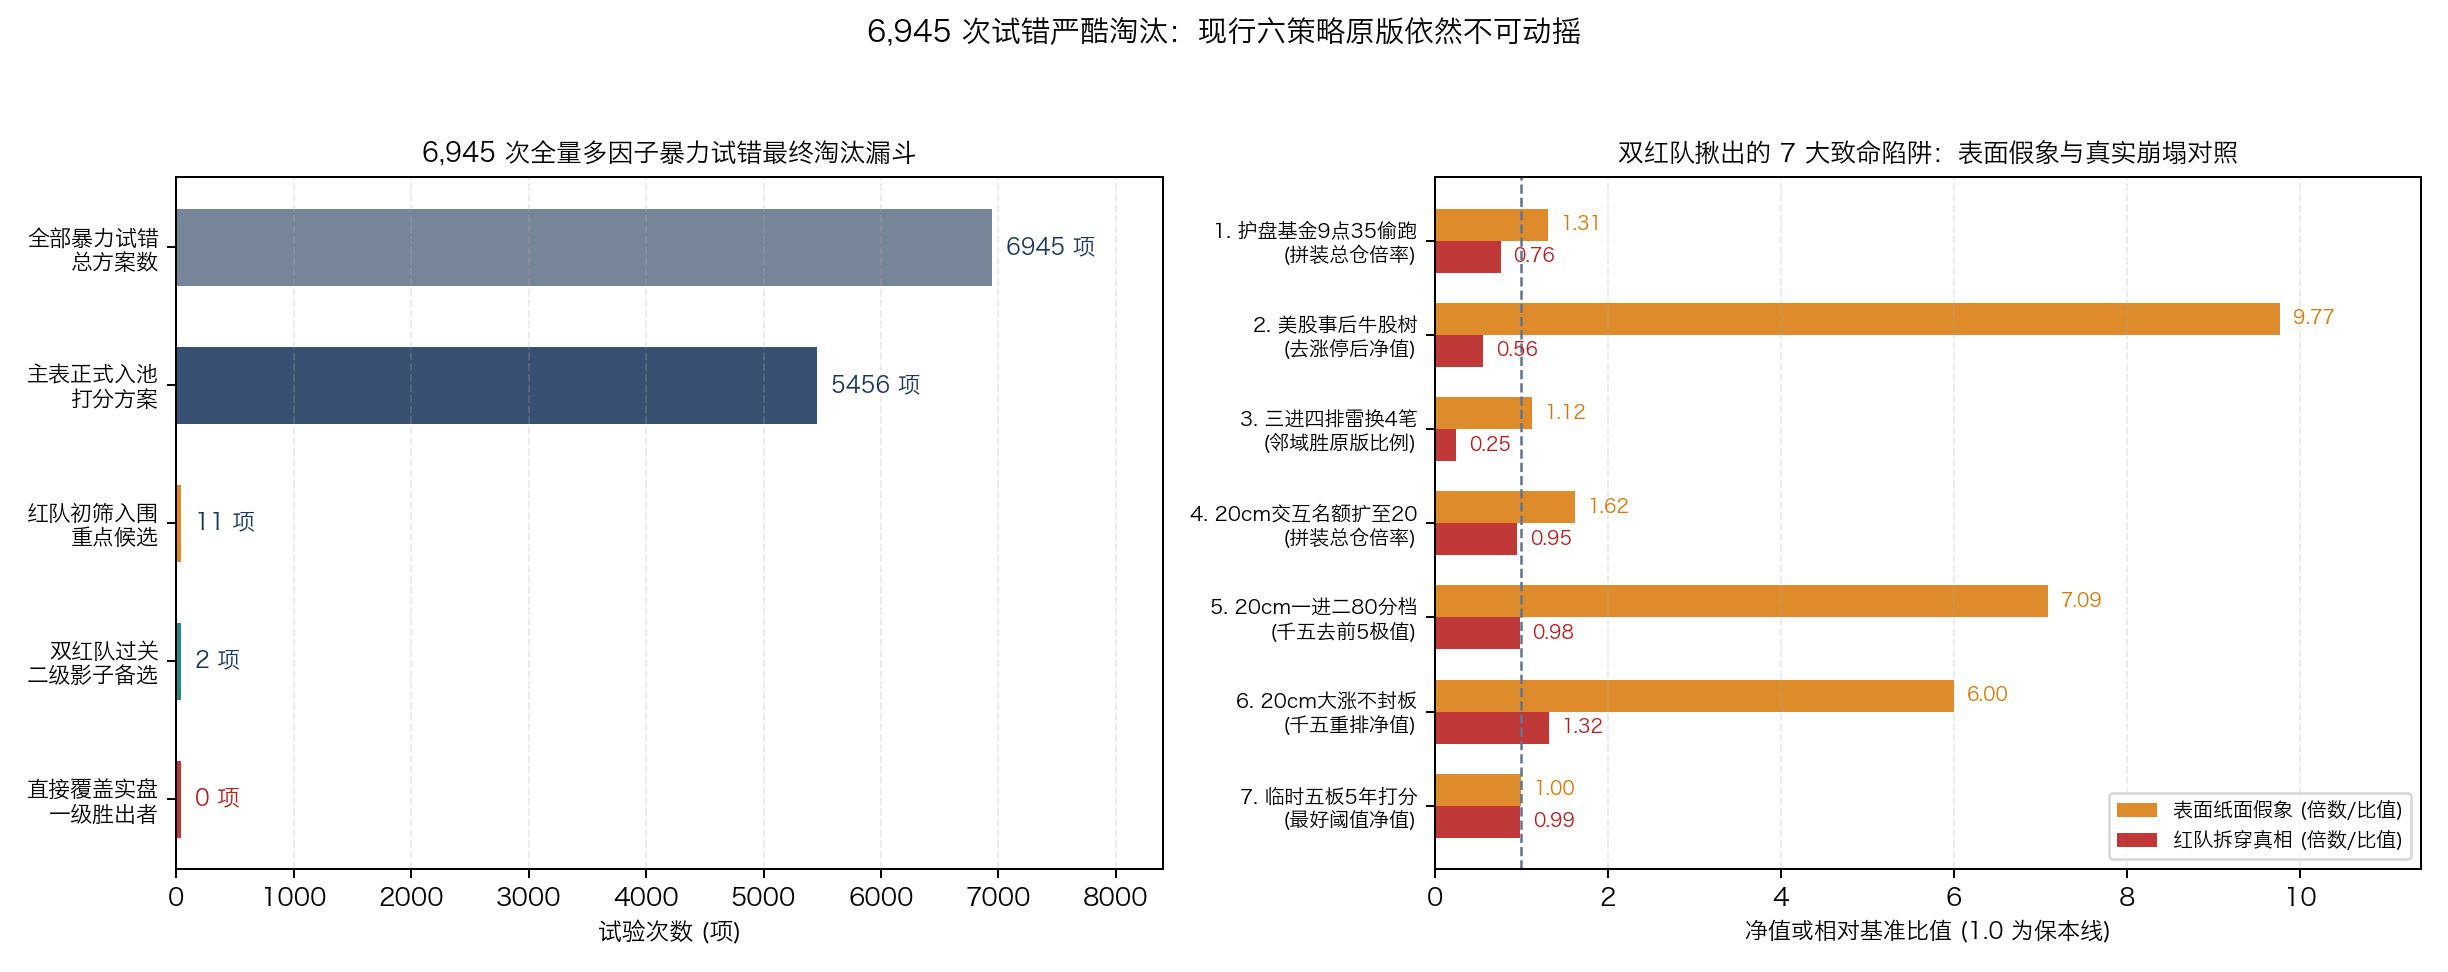 6,945 次试错严酷淘汰：现行六策略原版依然不可动摇
6,945 次全量多因子暴力试错最终淘汰漏斗
全部暴力试错
总方案数
6945 项
主表正式入池
打分方案
5456 项
红队初筛入围
重点候选
11 项
双红队过关
二级影子备选
2 项
直接覆盖实盘
一级胜出者
0 项
0 1000 2000 3000 4000 5000 6000 7000 8000
试验次数 (项)
双红队揪出的 7 大致命陷阱：表面假象与真实崩塌对照
1. 护盘基金9点35偷跑
(拼装总仓倍率)
1.31
0.76
2. 美股事后牛股树
(去涨停后净值)
9.77
0.56
3. 三进四排雷换4笔
(邻域胜原版比例)
1.12
0.25
4. 20cm交互名额扩至20
(拼装总仓倍率)
1.62
0.95
5. 20cm一进二80分档
(千五去前5极值)
7.09
0.98
6. 20cm大涨不封板
(千五重排净值)
6.00
1.32
7. 临时五板5年打分
(最好阈值净值)
1.00
0.99
表面纸面假象 (倍数/比值)
红队拆穿真相 (倍数/比值)
0 2 4 6 8 10
净值或相对基准比值 (1.0 为保本线)